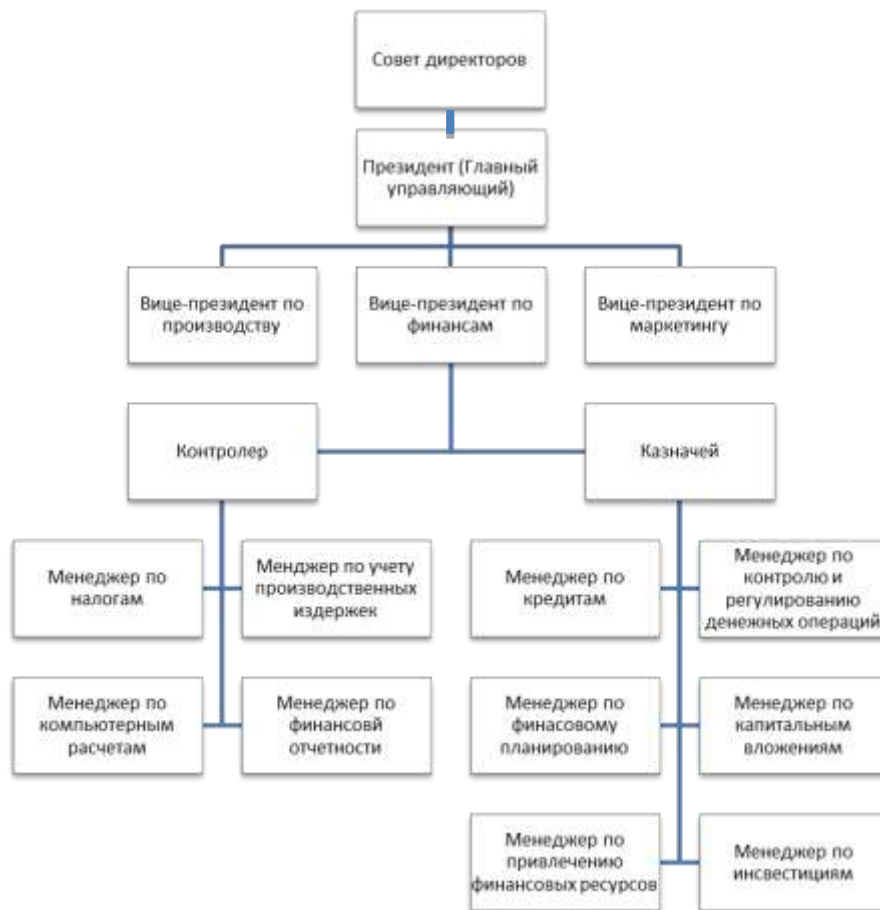 Совет директоров
Президент (Главный
управляющий)
Вице-президент по
производству
Вице-президент по
финансам
Вице-президент по
маркетингу
Контролер
Казначей
Менеджер по
налогам
Менджер по учету
производственных
издержек
Менеджер по
кредитам
Менеджер по
контролю и
регулированию
денежных операций
Менеджер по
компьютерным
расчетам
Менеджер по
финансовй
отчетности
Менеджер по
финасовому
планированию
Менеджер по
капитальным
вложениям
Менеджер по
привлечению
финансовых ресурсов
Менеджер по
инсвестициям